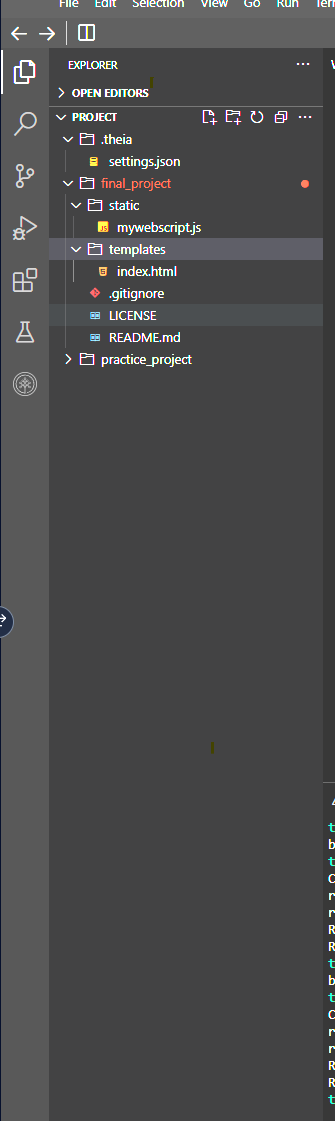 File Edit Selection View Go Run
EXPLORER
OPEN EDITORS
PROJECT
.theia
settings.json
final_project
static
mywebscript.js
templates
index.html
.gitignore
LICENSE
README.md
practice_project
t
b
t
C
r
r
R
R
t
b
t
C
r
r
R
R
t